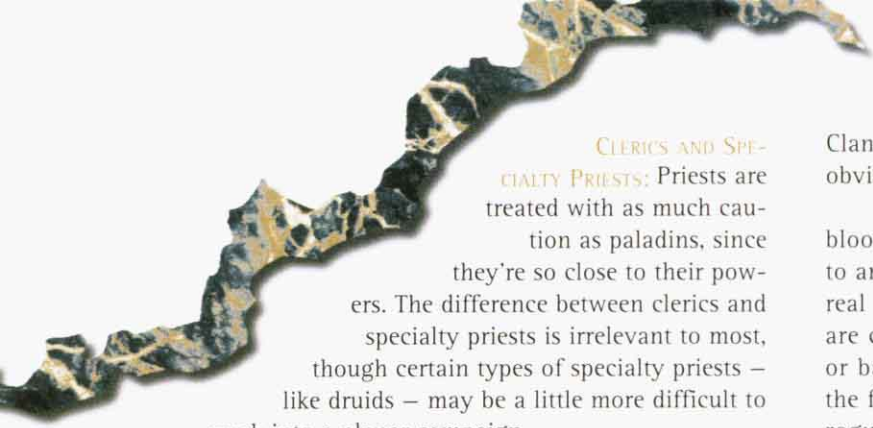 CLERICS AND SPE-
CIALTY PRIESTS: Priests are
treated with as much cau-
tion as paladins, since
they're so close to their pow-
ers. The difference between clerics and
specialty priests is irrelevant to most,
though certain types of specialty priests —
like druids — may be a little more difficult to
Clan
obvi
bloo
to
real
are
or
the